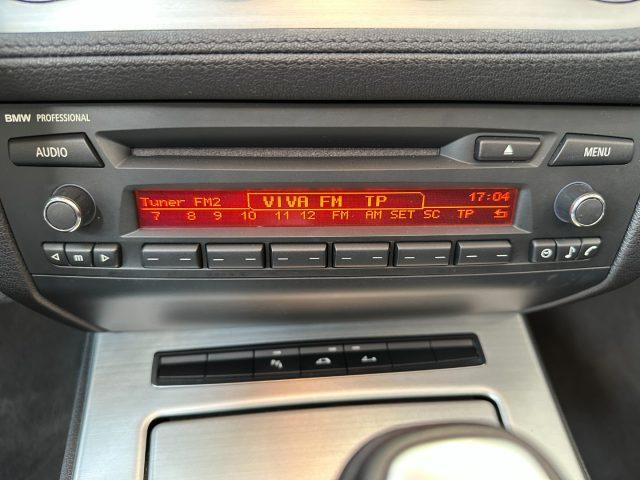 BMW PROFESSIONAL
AUDIO
MENU
Tuner FM2 VIVA FM TP 17:04
7 8 9 10 11 12 FM AM SET SC TP
m